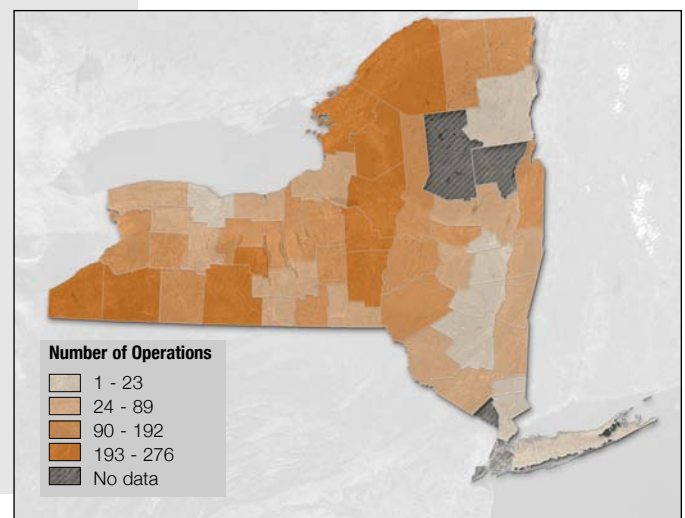 Number of Operations
1 - 23
24 - 89
90 - 192
193 - 276
No data